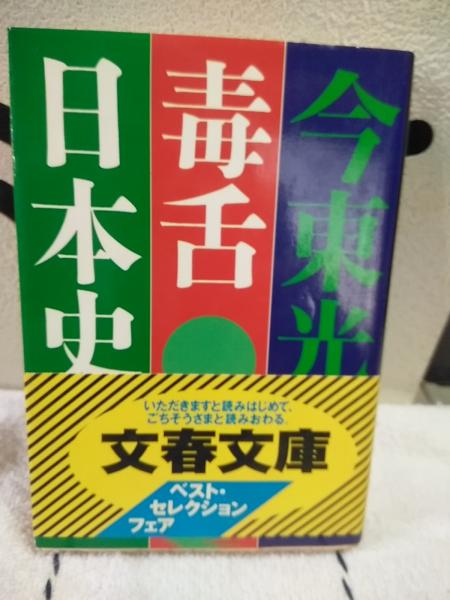 今東光
毒舌
日本史
いただきますと読みはじめて、
ごちそうさまと読みおわる。
文春文庫
ベスト・
セレクション
フェア